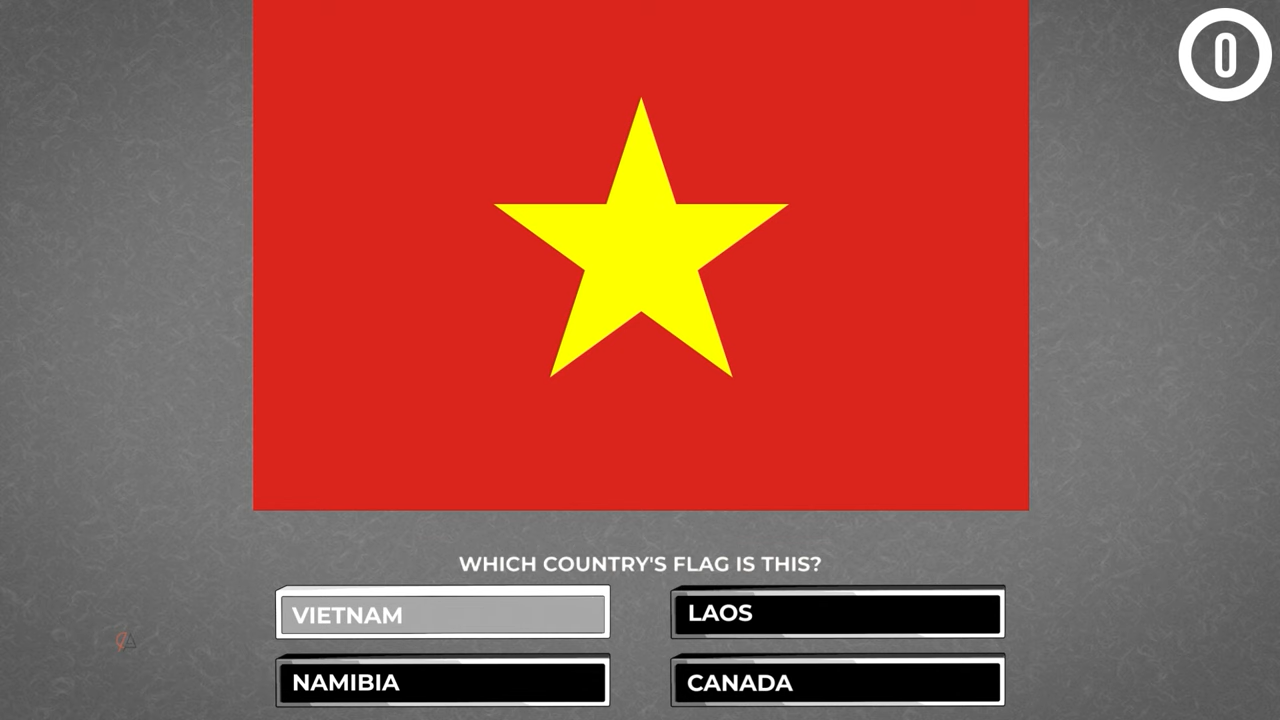 0
WHICH COUNTRY'S FLAG IS THIS?
VIETNAM
LAOS
NAMIBIA
CANADA